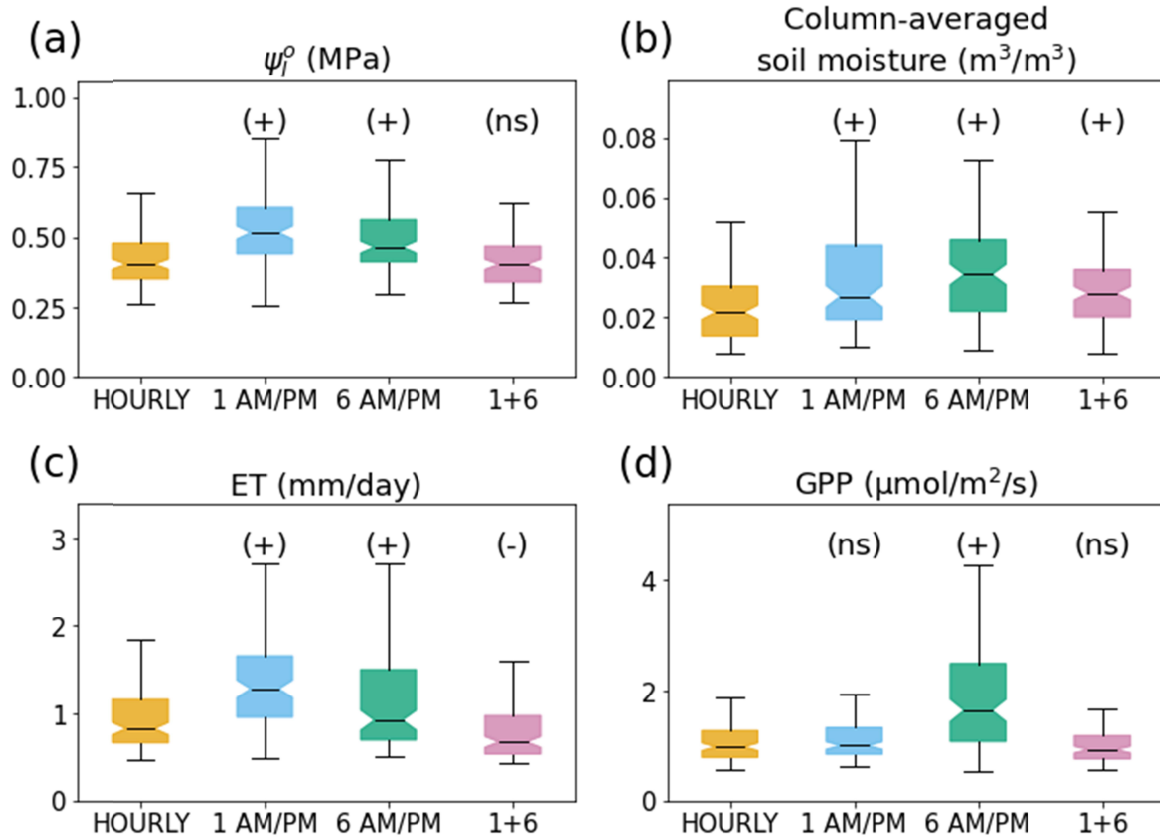 (a)
ψₗᵒ (MPa)
1.00
0.75
0.50
0.25
0.00
(+) (+) (ns)
HOURLY 1 AM/PM 6 AM/PM 1+6
(b)
Column-averaged
soil moisture (m³/m³)
0.08
0.06
0.04
0.02
0.00
(+) (+) (+)
HOURLY 1 AM/PM 6 AM/PM 1+6
(c)
ET (mm/day)
3
2
1
0
(+) (+) (-)
HOURLY 1 AM/PM 6 AM/PM 1+6
(d)
GPP (μmol/m²/s)
4
2
0
(ns) (+) (ns)
HOURLY 1 AM/PM 6 AM/PM 1+6